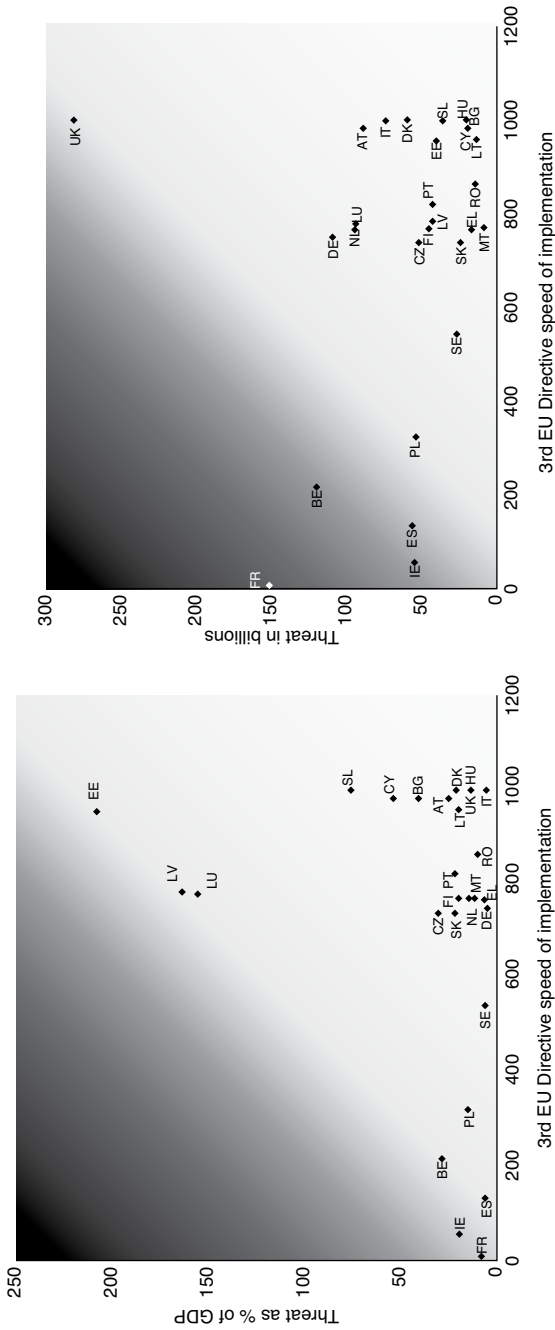 Threat as % of GDP
250
200
150
100
50
0
EE
LV
LU
SL
CY
BG
AT
DK
LT
UK
HU
IT
CZ
FI
PT
SK
NL
MT
RO
DE
EL
SE
PL
BE
IE
ES
FR
0
200
400
600
800
1000
1200
3rd EU Directive speed of implementation
Threat in billions
300
250
200
150
100
50
0
UK
AT
IT
DK
SL
EE
HU
CY
BG
LT
DE
NL
LU
PT
CZ
FI
LV
RO
SK
EL
MT
SE
PL
BE
FR
ES
IE
0
200
400
600
800
1000
1200
3rd EU Directive speed of implementation